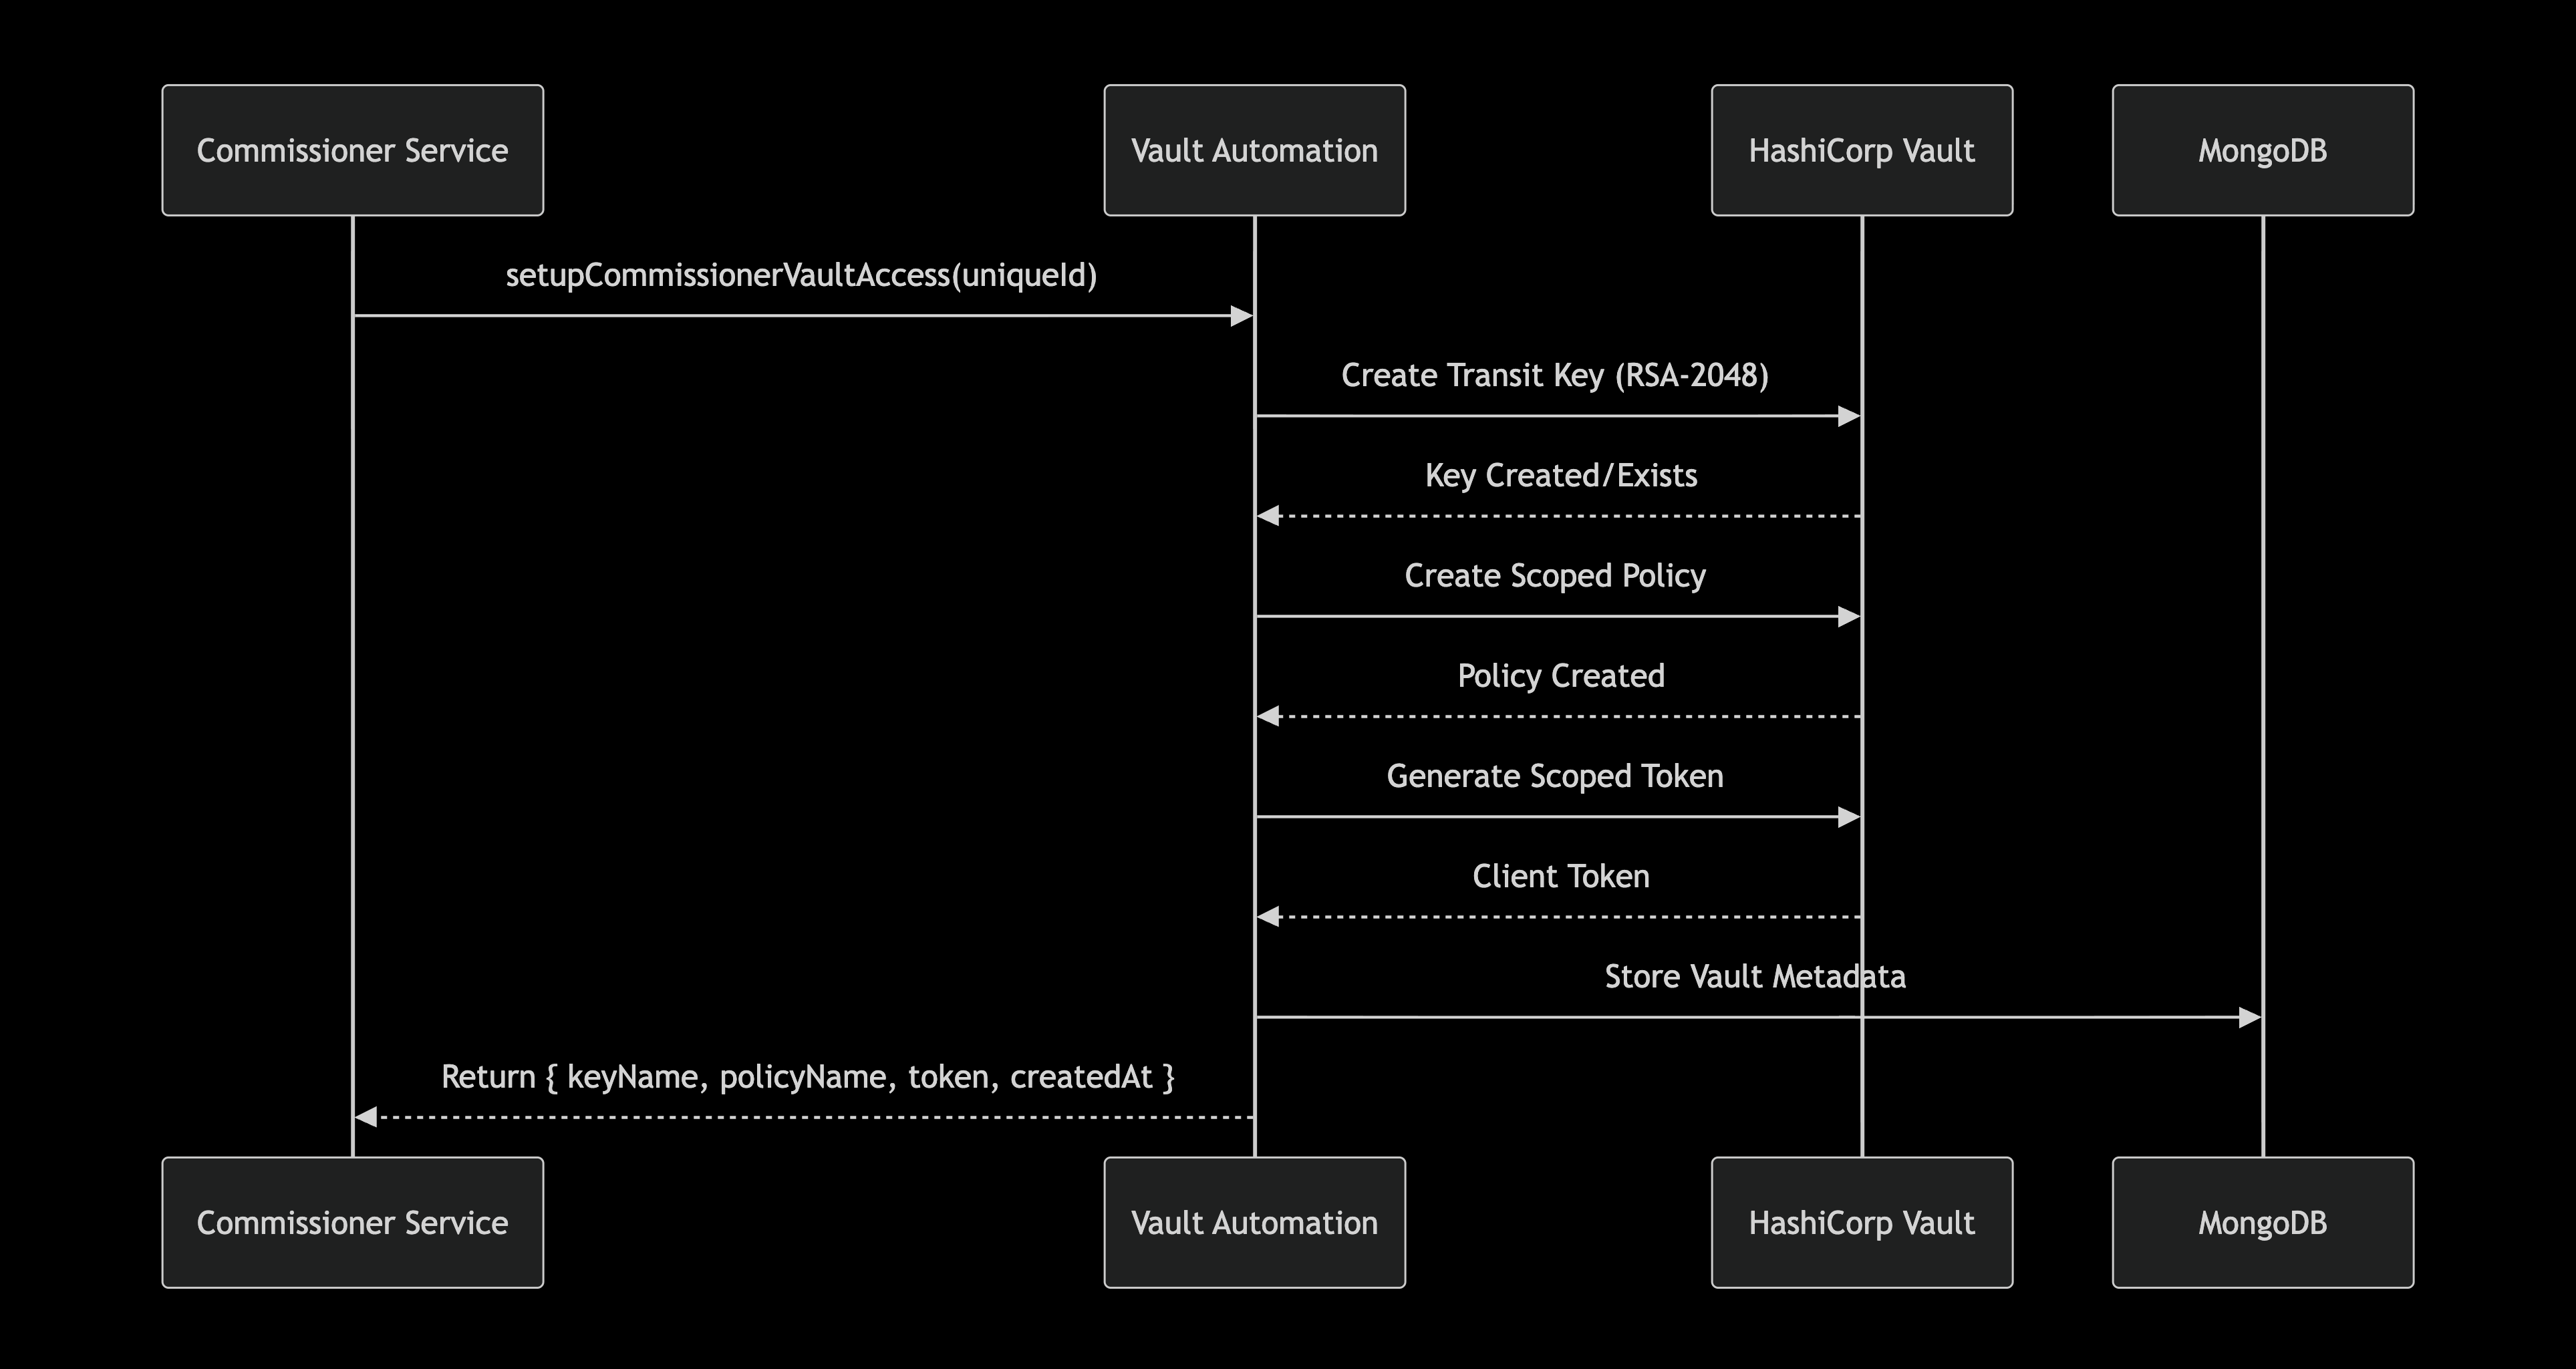 Commissioner Service
Vault Automation
HashiCorp Vault
MongoDB
setupCommissionerVaultAccess(uniqueId)
Create Transit Key (RSA-2048)
Key Created/Exists
Create Scoped Policy
Policy Created
Generate Scoped Token
Client Token
Store Vault Metadata
Return { keyName, policyName, token, createdAt }
Commissioner Service
Vault Automation
HashiCorp Vault
MongoDB